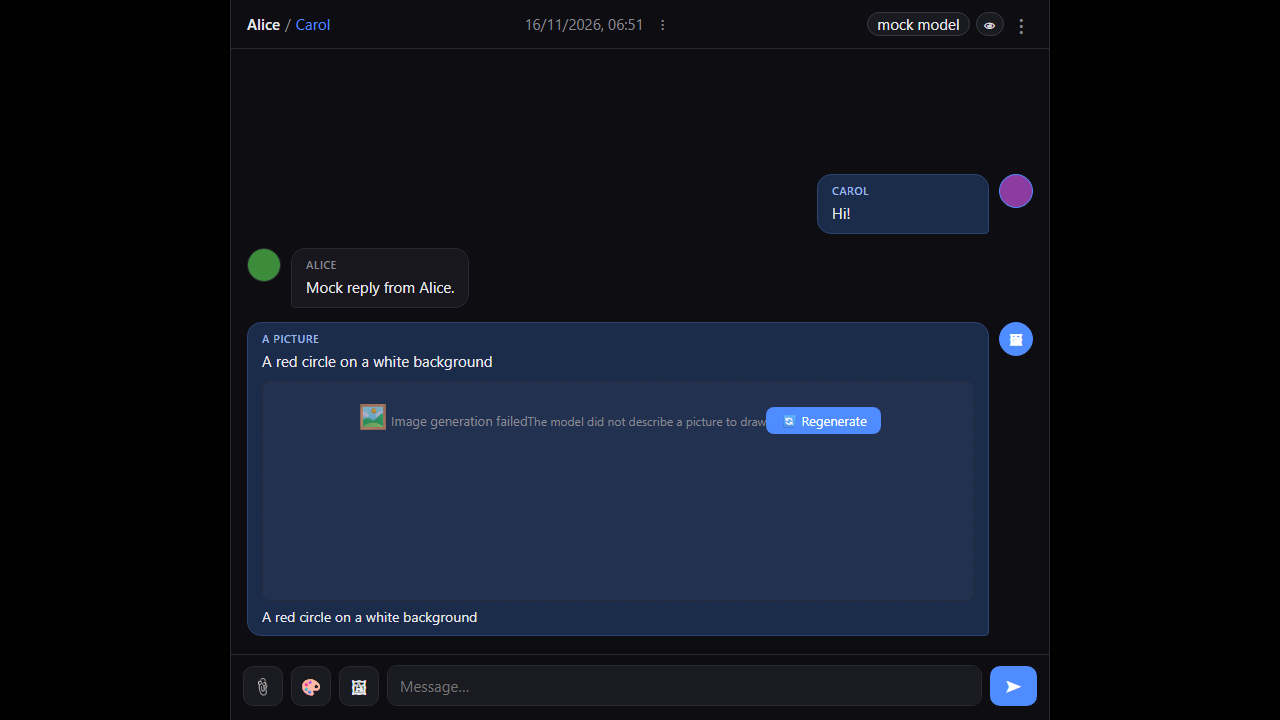 Alice / Carol
16/11/2026, 06:51
mock model
CAROL
Hi!
ALICE
Mock reply from Alice.
A PICTURE
A red circle on a white background
Image generation failedThe model did not describe a picture to draw
Regenerate
A red circle on a white background
Message...